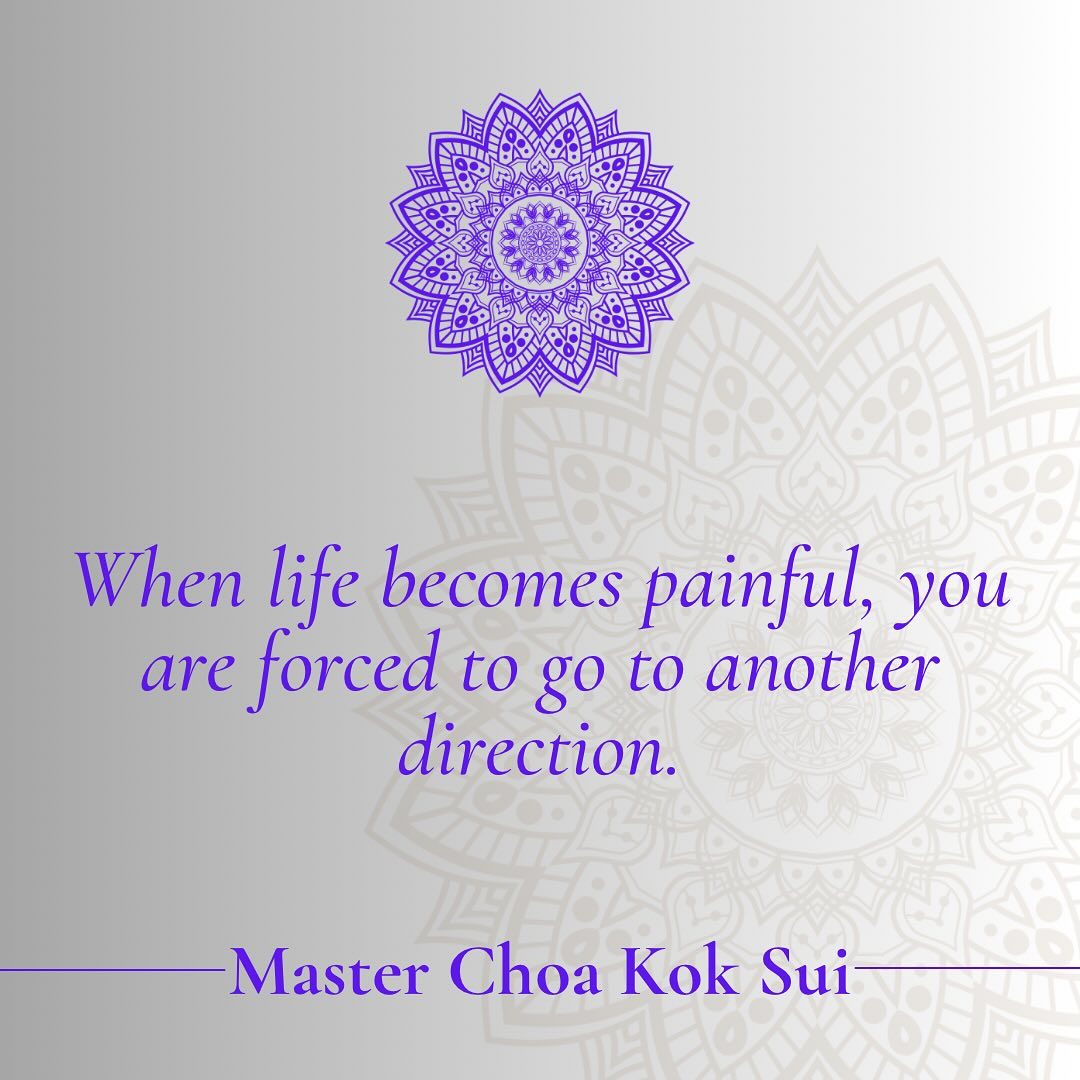 When life becomes painful, you
are forced to go to another
direction.
Master Choa Kok Sui